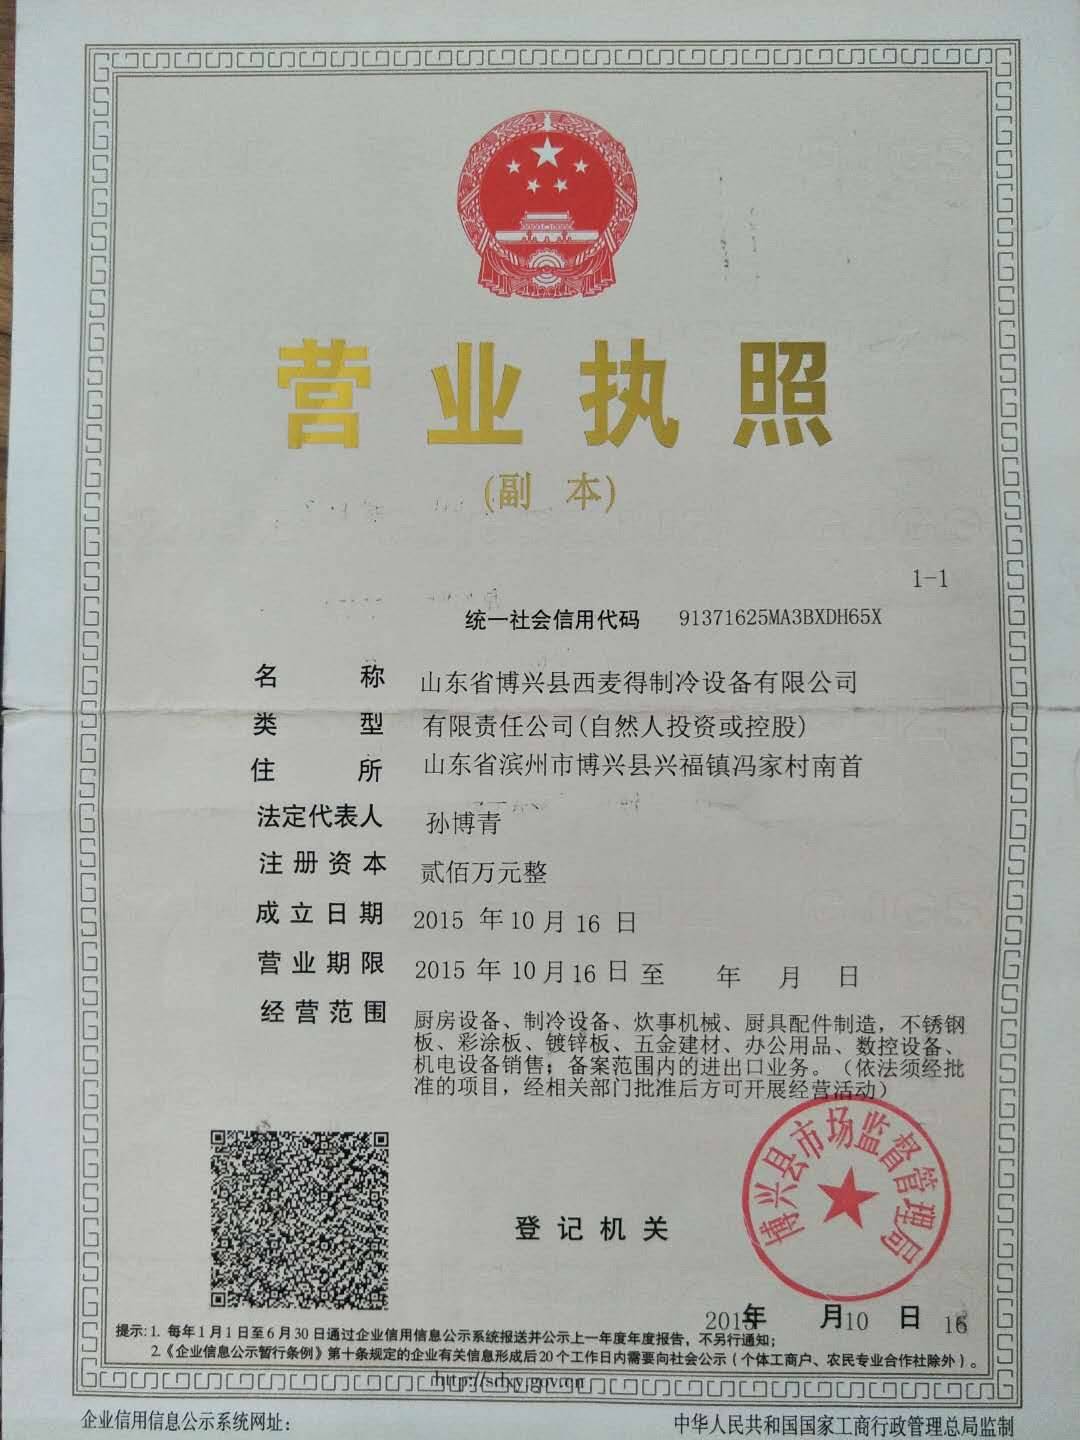 营业执照
(副 本)
1-1
统一社会信用代码 91371625MA3BXDH65X
名 称 山东省博兴县西麦得制冷设备有限公司
类 型 有限责任公司(自然人投资或控股)
住 所 山东省滨州市博兴县兴福镇冯家村南首
法定代表人 孙博青
注册资本 贰佰万元整
成立日期 2015 年 10 月 16 日
营业期限 2015 年 10 月 16 日 至 年 月 日
经营范围 厨房设备、制冷设备、炊事机械、厨具配件制造，不锈钢
板、彩涂板、镀锌板、五金建材、办公用品、数控设备、
机电设备销售；备案范围内的进出口业务。（依法须经批
准的项目，经相关部门批准后方可开展经营活动）
博兴县市场监督管理局
登记机关
2015年 月10 日 16
提示: 1. 每年1月1日至6月30日通过企业信用信息公示系统报送并公示上一年度年度报告，不另行通知；
2.《企业信息公示暂行条例》第十条规定的企业有关信息形成后20个工作日内需要向社会公示（个体工商户、农民专业合作社除外）。
http://sdxy.gov.cn
企业信用信息公示系统网址：
中华人民共和国国家工商行政管理总局监制